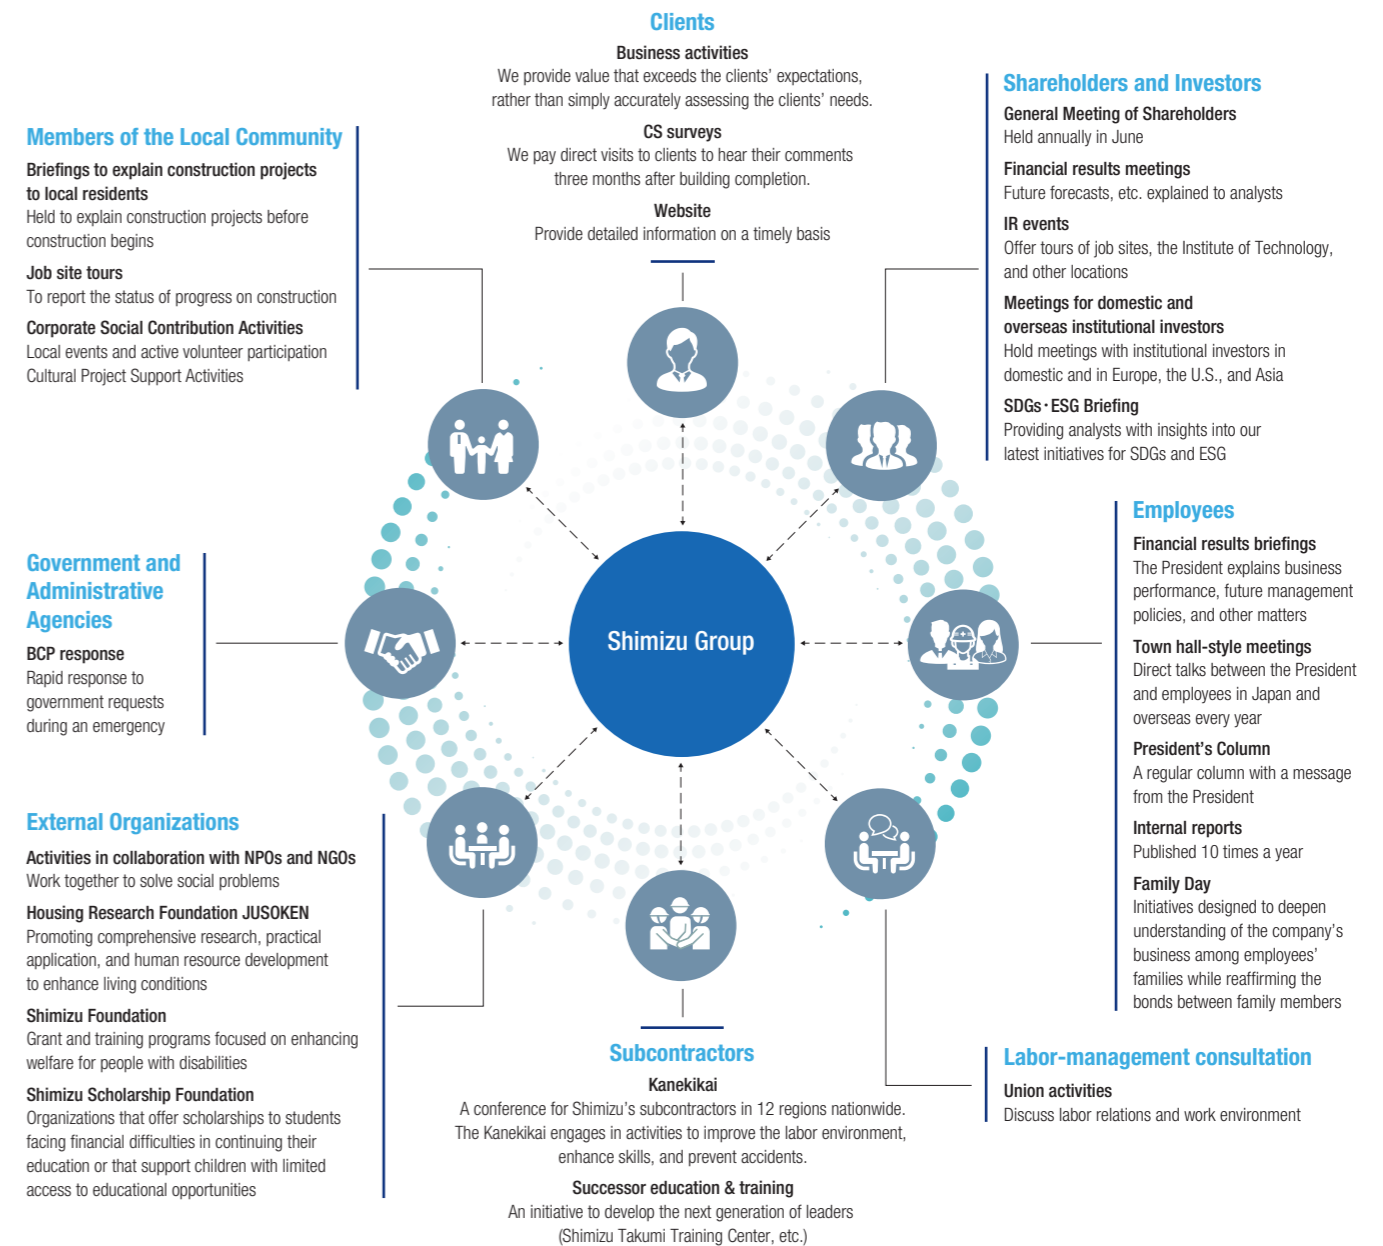 Clients
Business activities
We provide value that exceeds the clients' expectations,
rather than simply accurately assessing the clients' needs.
CS surveys
We pay direct visits to clients to hear their comments
three months after building completion.
Website
Provide detailed information on a timely basis
Members of the Local Community
Briefings to explain construction projects
to local residents
Held to explain construction projects before
construction begins
Job site tours
To report the status of progress on construction
Corporate Social Contribution Activities
Local events and active volunteer participation
Cultural Project Support Activities
Shareholders and Investors
General Meeting of Shareholders
Held annually in June
Financial results meetings
Future forecasts, etc. explained to analysts
IR events
Offer tours of job sites, the Institute of Technology,
and other locations
Meetings for domestic and
overseas institutional investors
Hold meetings with institutional investors in
domestic and in Europe, the U.S., and Asia
SDGs・ESG Briefing
Providing analysts with insights into our
latest initiatives for SDGs and ESG
Government and
Administrative
Agencies
BCP response
Rapid response to
government requests
during an emergency
Shimizu Group
Employees
Financial results briefings
The President explains business
performance, future management
policies, and other matters
Town hall-style meetings
Direct talks between the President
and employees in Japan and
overseas every year
President's Column
A regular column with a message
from the President
Internal reports
Published 10 times a year
Family Day
Initiatives designed to deepen
understanding of the company's
business among employees'
families while reaffirming the
bonds between family members
External Organizations
Activities in collaboration with NPOs and NGOs
Work together to solve social problems
Housing Research Foundation JUSOKEN
Promoting comprehensive research, practical
application, and human resource development
to enhance living conditions
Shimizu Foundation
Grant and training programs focused on enhancing
welfare for people with disabilities
Shimizu Scholarship Foundation
Organizations that offer scholarships to students
facing financial difficulties in continuing their
education or that support children with limited
access to educational opportunities
Subcontractors
Kanekikai
A conference for Shimizu's subcontractors in 12 regions nationwide.
The Kanekikai engages in activities to improve the labor environment,
enhance skills, and prevent accidents.
Successor education & training
An initiative to develop the next generation of leaders
(Shimizu Takumi Training Center, etc.)
Labor-management consultation
Union activities
Discuss labor relations and work environment